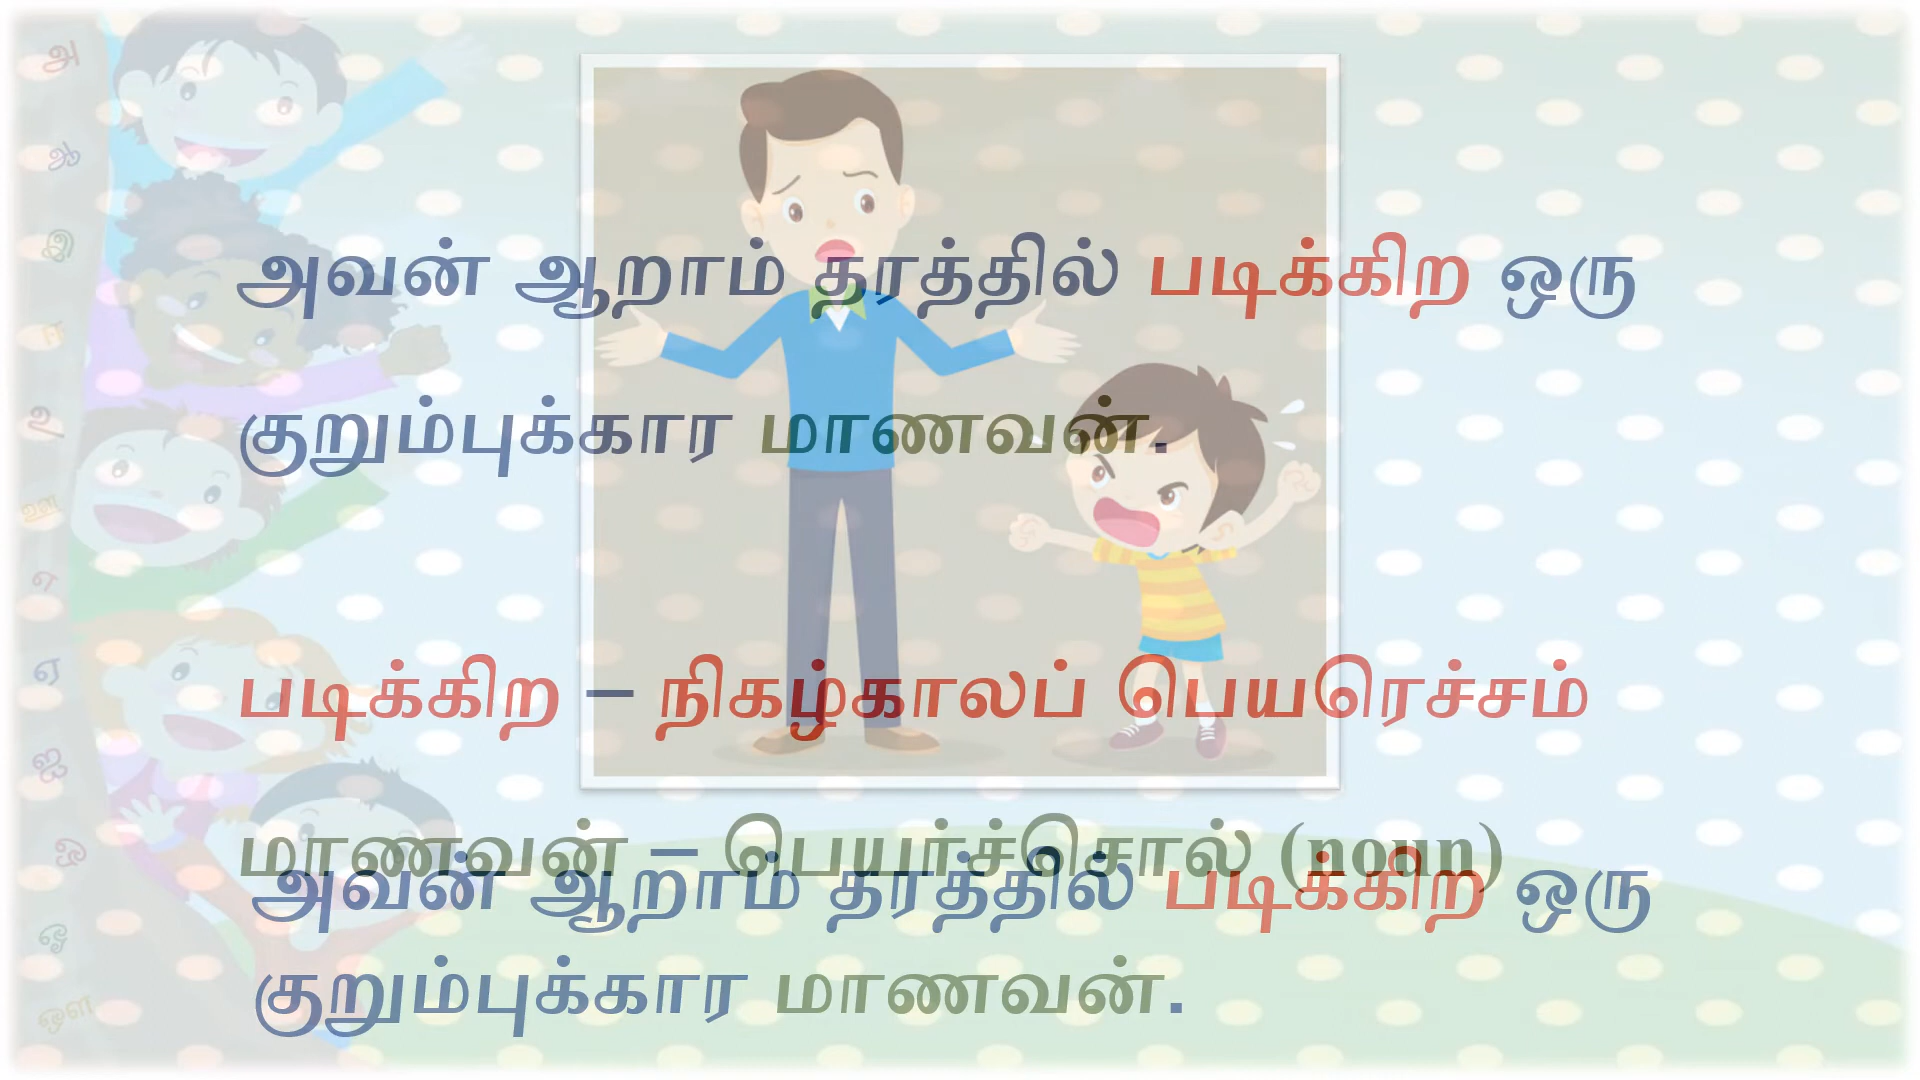 அ
ஆ
இ
ஈ
உ
ஊ
எ
ஏ
ஐ
ஒ
ஓ
ஔ
அவன் ஆறாம் தரத்தில் படிக்கிற ஒரு
குறும்புக்கார மாணவன்.
படிக்கிற – நிகழ்காலப் பெயரெச்சம்
மாணவன் – பெயர்ச்சொல் (noun)
அவன் ஆறாம் தரத்தில் படிக்கிற ஒரு
குறும்புக்கார மாணவன்.